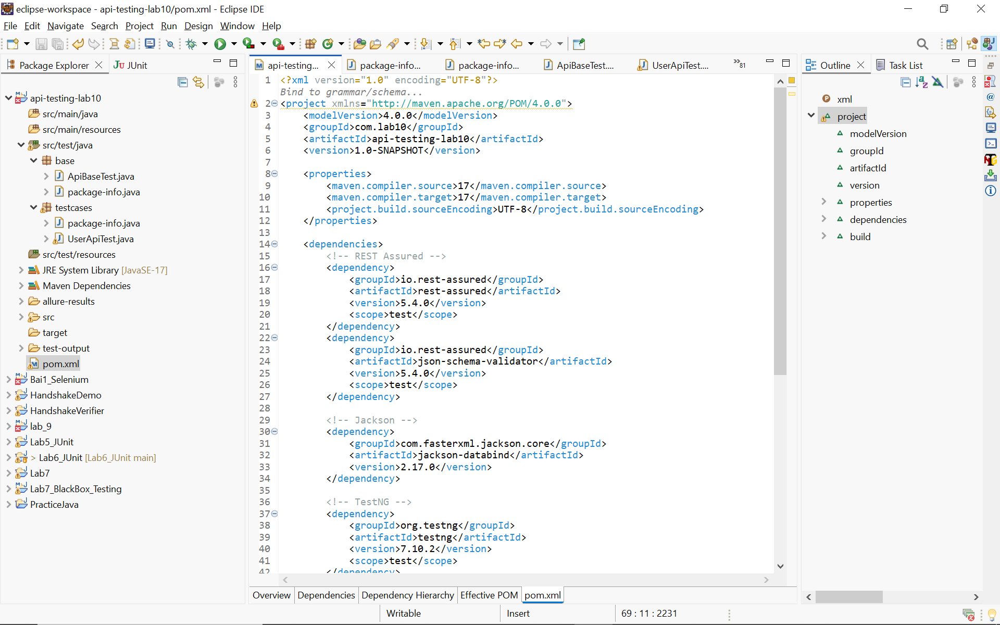 eclipse-workspace - api-testing-lab10/pom.xml - Eclipse IDE
File Edit Navigate Search Project Run Design Window Help
Package Explorer
JUnit
api-testing-lab10
src/main/java
src/main/resources
src/test/java
base
ApiBaseTest.java
package-info.java
testcases
package-info.java
UserApiTest.java
src/test/resources
JRE System Library [JavaSE-17]
Maven Dependencies
allure-results
src
target
test-output
pom.xml
Bai1_Selenium
HandshakeDemo
HandshakeVerifier
lab_9
Lab5_JUnit
> Lab6_JUnit [Lab6_JUnit main]
Lab7
Lab7_BlackBox_Testing
PracticeJava
api-testing...
package-info...
package-info...
ApiBaseTest....
UserApiTest....
»81
1 <?xml version="1.0" encoding="UTF-8"?>
Bind to grammar/schema...
2 <project xmlns="http://maven.apache.org/POM/4.0.0">
3 <modelVersion>4.0.0</modelVersion>
4 <groupId>com.lab10</groupId>
5 <artifactId>api-testing-lab10</artifactId>
6 <version>1.0-SNAPSHOT</version>
7
8 <properties>
9 <maven.compiler.source>17</maven.compiler.source>
10 <maven.compiler.target>17</maven.compiler.target>
11 <project.build.sourceEncoding>UTF-8</project.build.sourceEncoding>
12 </properties>
13
14 <dependencies>
15 <!-- REST Assured -->
16 <dependency>
17 <groupId>io.rest-assured</groupId>
18 <artifactId>rest-assured</artifactId>
19 <version>5.4.0</version>
20 <scope>test</scope>
21 </dependency>
22 <dependency>
23 <groupId>io.rest-assured</groupId>
24 <artifactId>json-schema-validator</artifactId>
25 <version>5.4.0</version>
26 <scope>test</scope>
27 </dependency>
28
29 <!-- Jackson -->
30 <dependency>
31 <groupId>com.fasterxml.jackson.core</groupId>
32 <artifactId>jackson-databind</artifactId>
33 <version>2.17.0</version>
34 </dependency>
35
36 <!-- TestNG -->
37 <dependency>
38 <groupId>org.testng</groupId>
39 <artifactId>testng</artifactId>
40 <version>7.10.2</version>
41 <scope>test</scope>
42 </dependency>
Overview Dependencies Dependency Hierarchy Effective POM pom.xml
Outline
Task List
xml
project
modelVersion
groupId
artifactId
version
properties
dependencies
build
Writable
Insert
69 : 11 : 2231